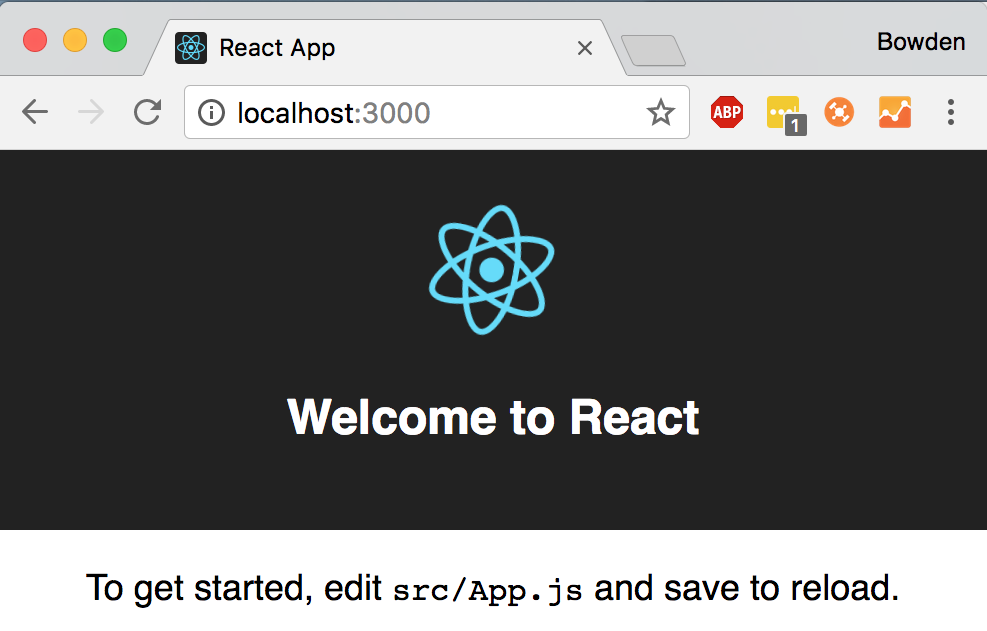 React App
Bowden
localhost:3000
ABP
1
Welcome to React
To get started, edit src/App.js and save to reload.